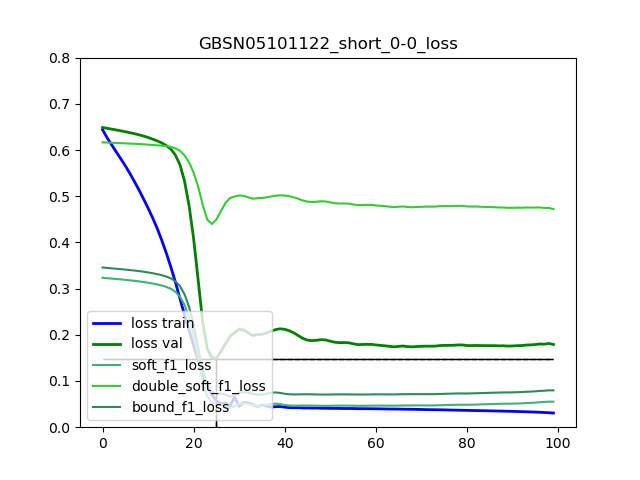 GBSN05101122_short_0-0_loss
0.8
0.7
0.6
0.5
0.4
0.3
0.2
0.1
0.0
loss train
loss val
soft_f1_loss
double_soft_f1_loss
bound_f1_loss
0 20 40 60 80 100